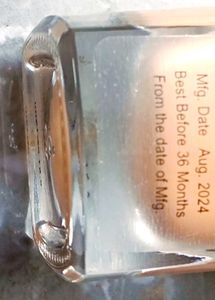 Mfg. Date Aug. 2024
Best Before 36 Months
From the date of Mfg.